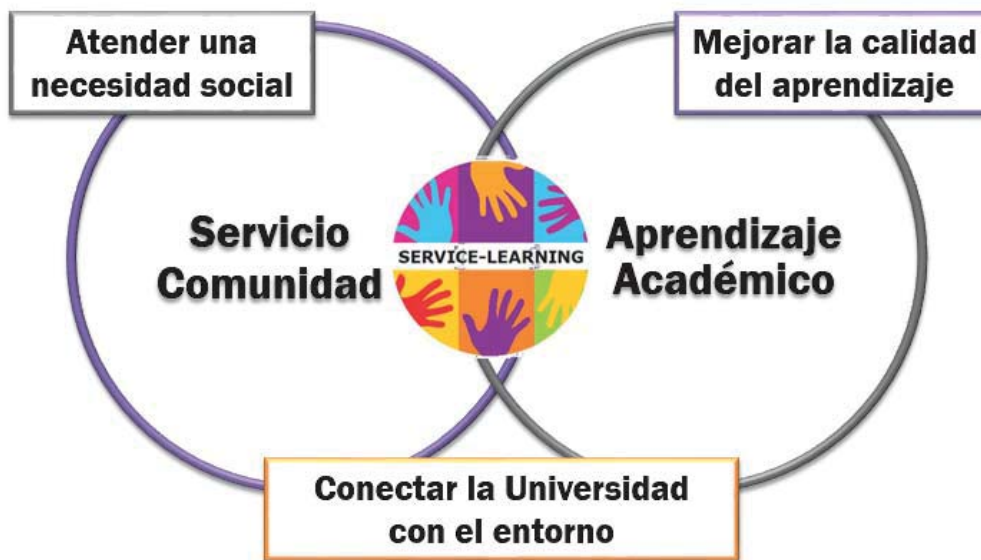 Atender una
necesidad social
Mejorar la calidad
del aprendizaje
Servicio
Comunidad
SERVICE-LEARNING
Aprendizaje
Académico
Conectar la Universidad
con el entorno